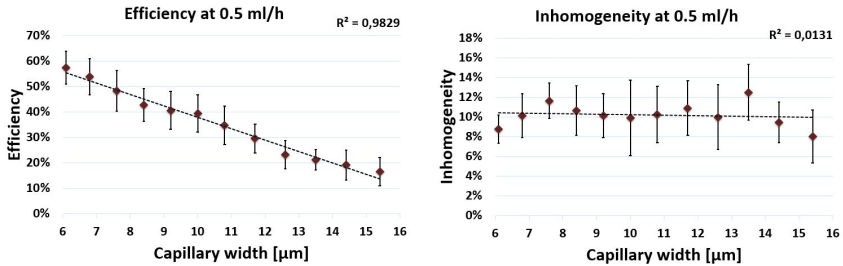 Efficiency at 0.5 ml/h
R² = 0,9829
70%
60%
50%
40%
30%
20%
10%
0%
Efficiency
6 7 8 9 10 11 12 13 14 15 16
Capillary width [µm]
Inhomogeneity at 0.5 ml/h
R² = 0,0131
18%
16%
14%
12%
10%
8%
6%
4%
2%
0%
Inhomogeneity
6 7 8 9 10 11 12 13 14 15 16
Capillary width [µm]